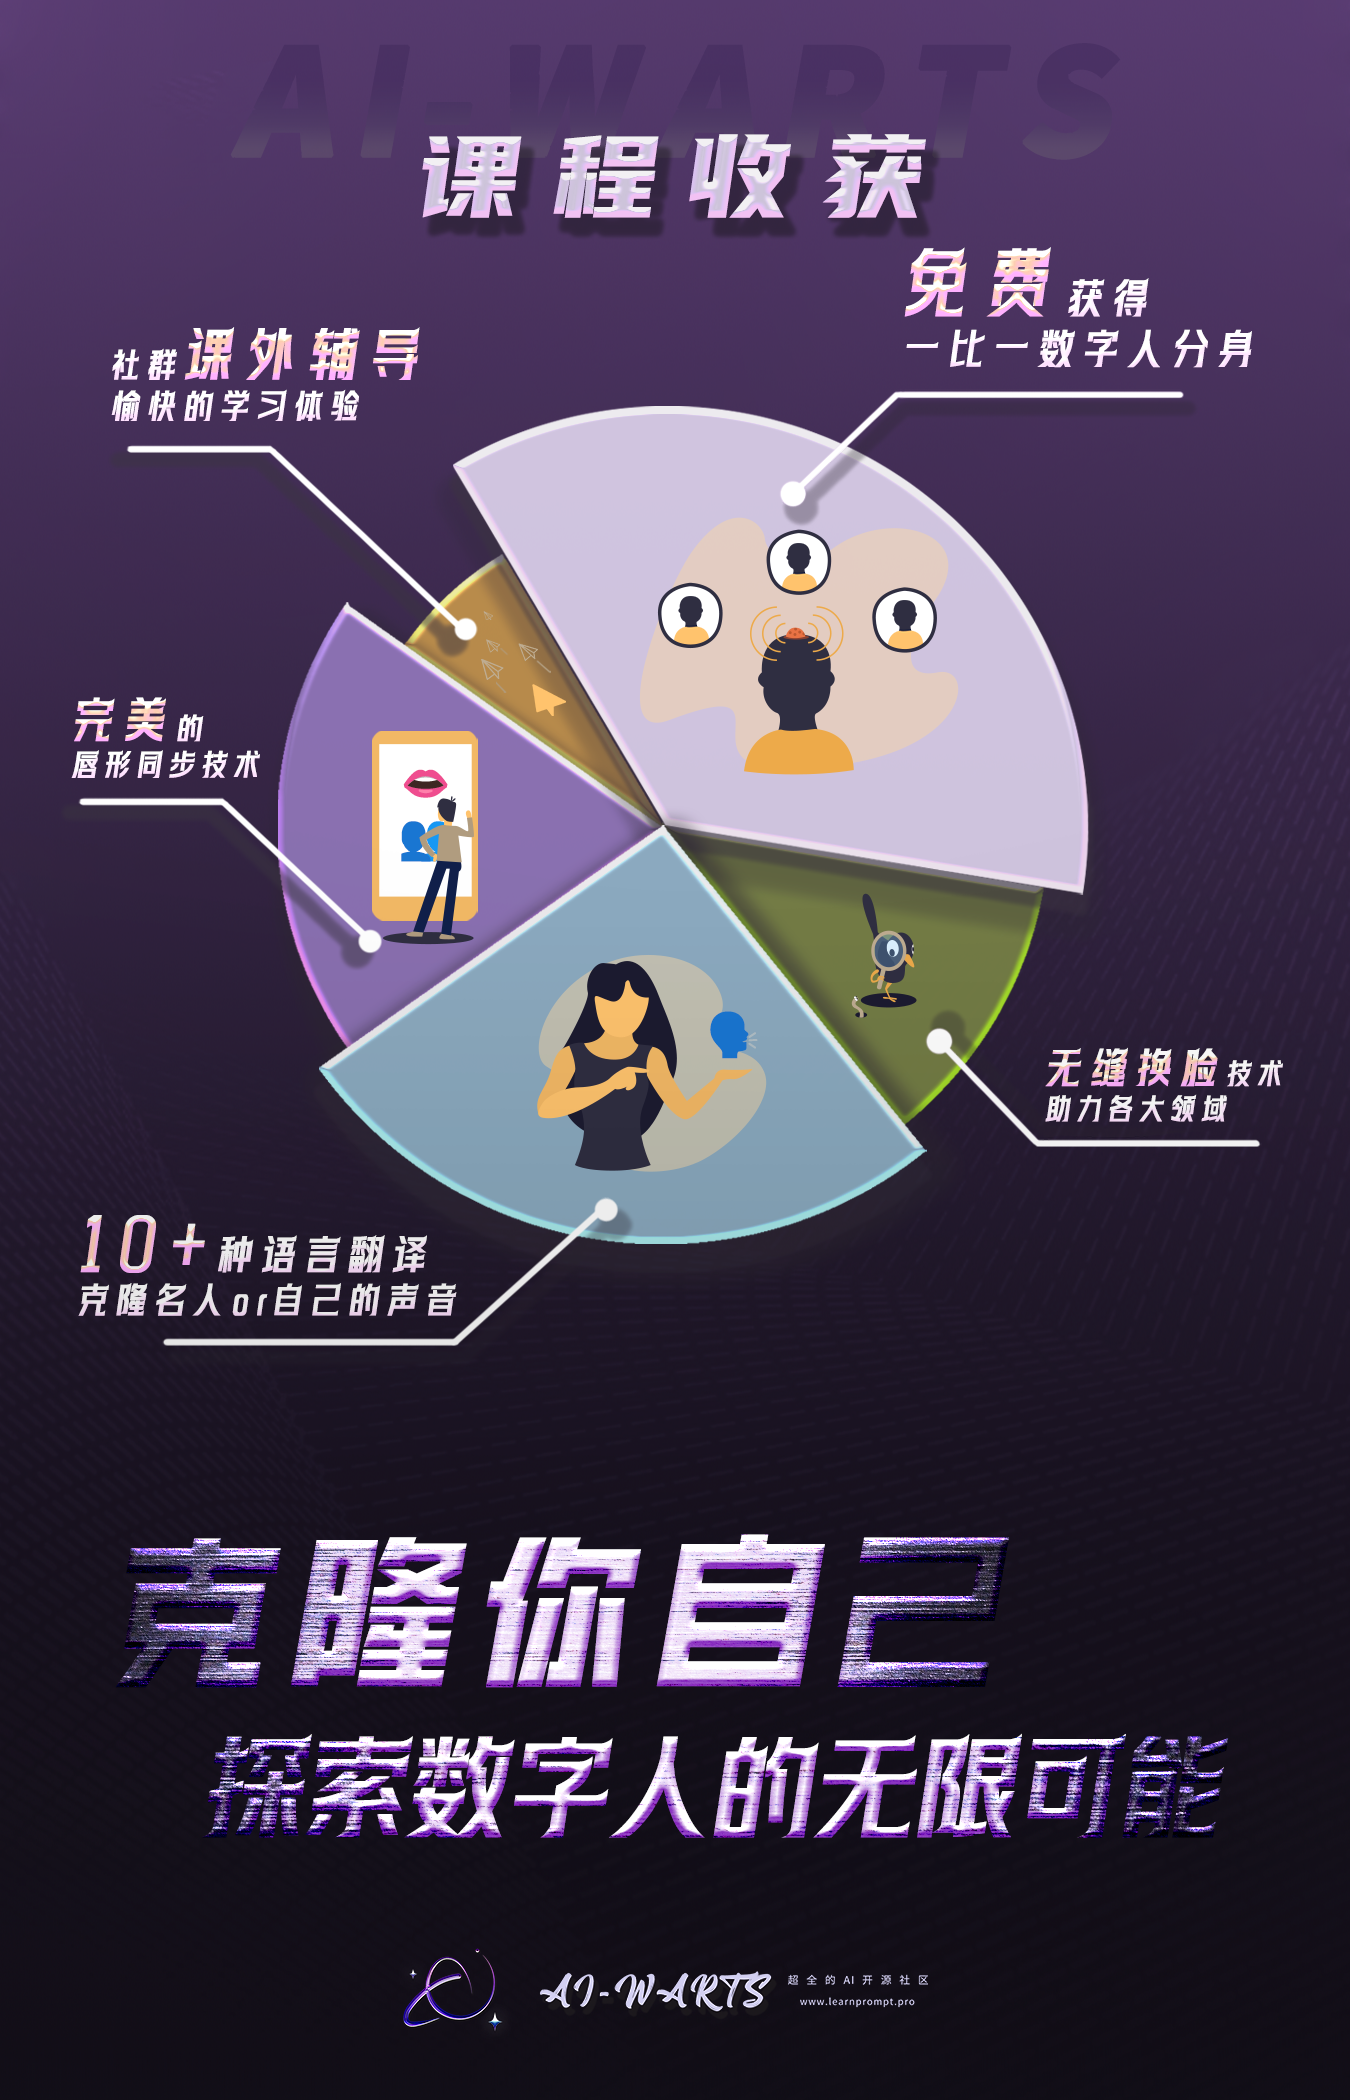 AI-WARTS
课程收获
免费获得
一比一数字人分身
社群课外辅导
愉快的学习体验
完美的
唇形同步技术
无缝换脸技术
助力各大领域
10+种语言翻译
克隆名人or自己的声音
克隆你自己
探索数字人的无限可能
AI-WARTS
超全的AI开源社区
www.learnprompt.pro